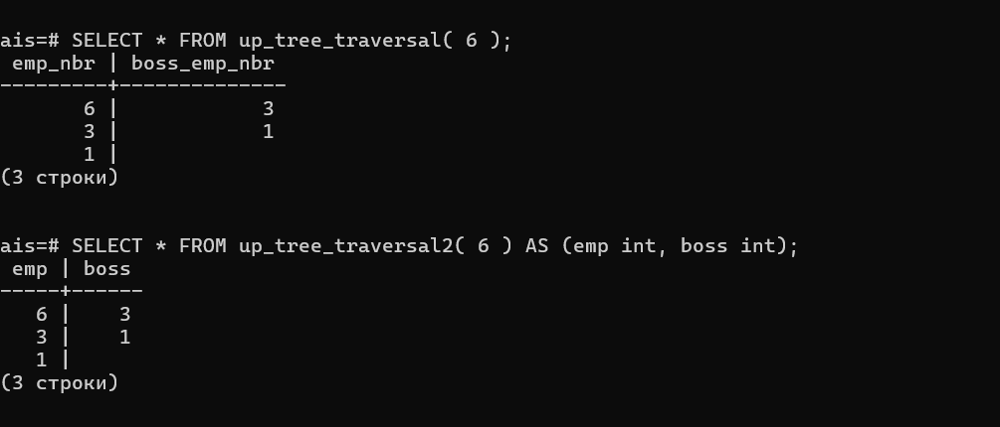 ais=# SELECT * FROM up_tree_traversal( 6 );
 emp_nbr | boss_emp_nbr
---------+--------------
       6 |            3
       3 |            1
       1 |
(3 строки)
ais=# SELECT * FROM up_tree_traversal2( 6 ) AS (emp int, boss int);
 emp | boss
-----+------
   6 |    3
   3 |    1
   1 |
(3 строки)